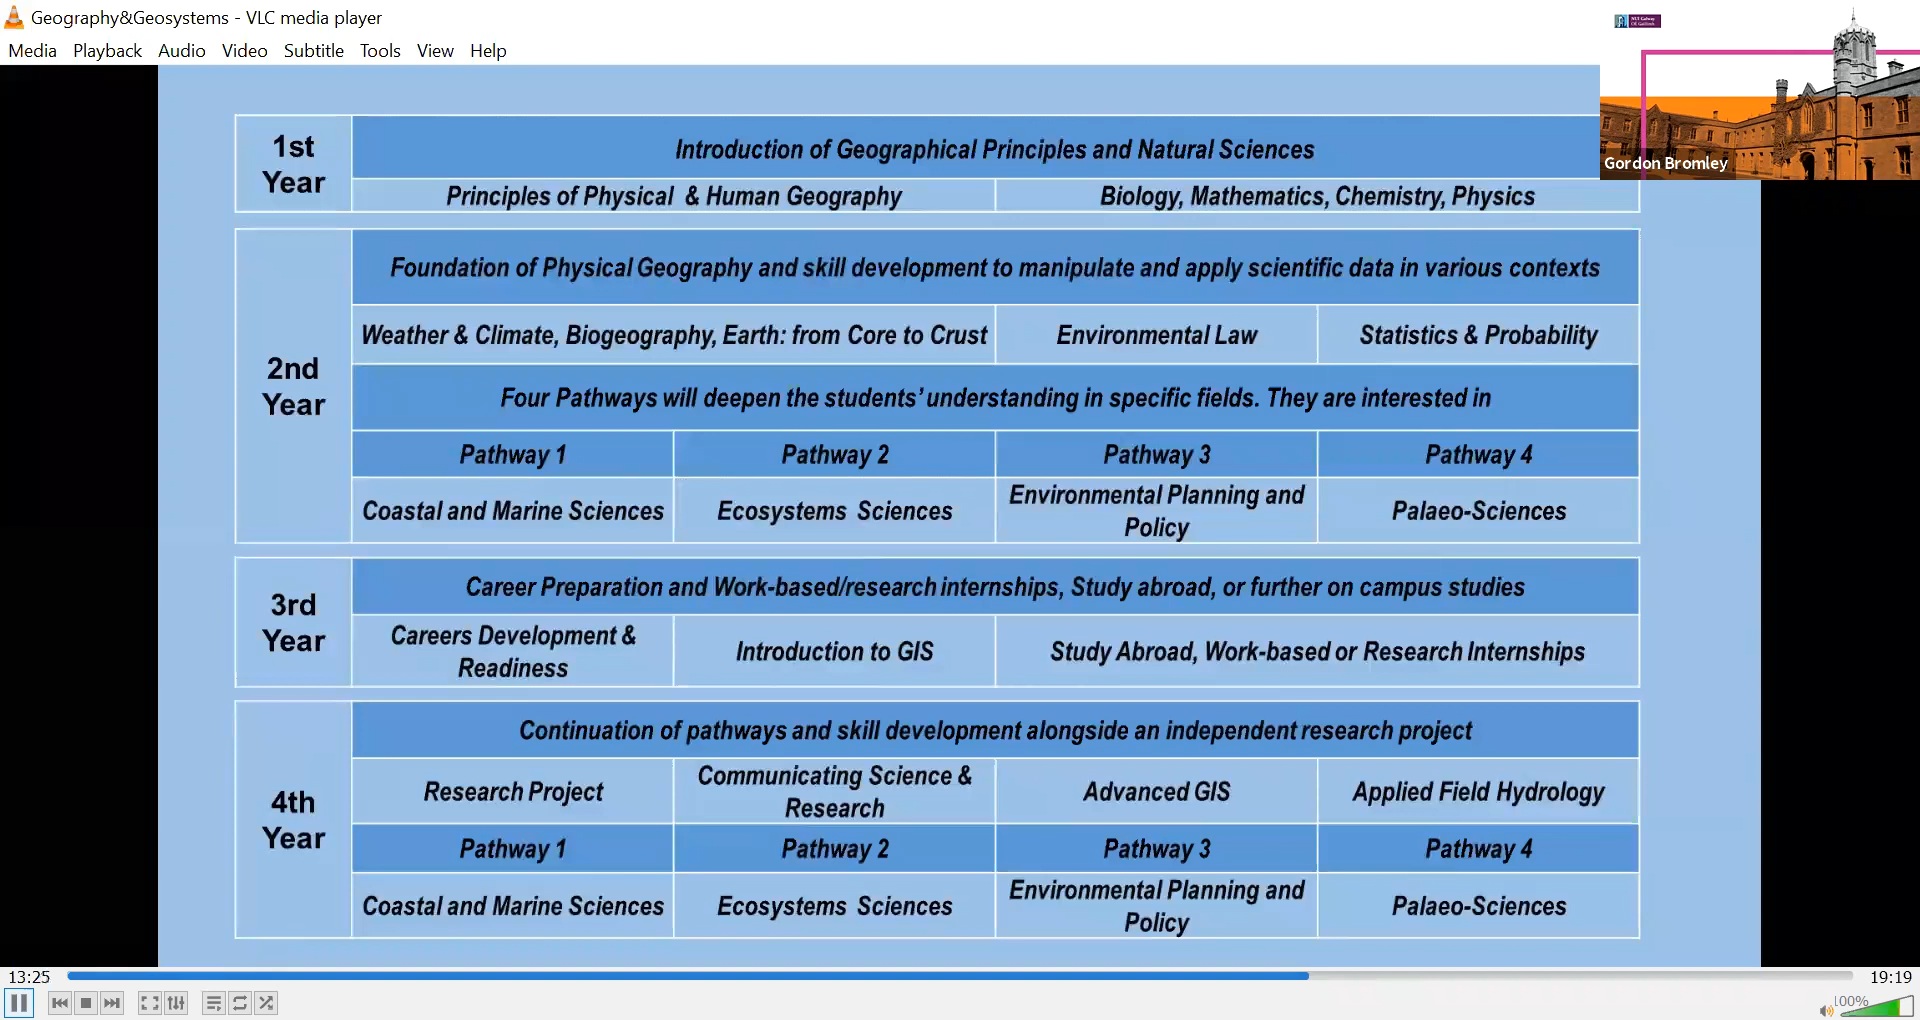 Geography&Geosystems - VLC media player
Media Playback Audio Video Subtitle Tools View Help
NUI Galway
OÉ Gaillimh
Gordon Bromley
1st
Year
Introduction of Geographical Principles and Natural Sciences
Principles of Physical & Human Geography
Biology, Mathematics, Chemistry, Physics
2nd
Year
Foundation of Physical Geography and skill development to manipulate and apply scientific data in various contexts
Weather & Climate, Biogeography, Earth: from Core to Crust
Environmental Law
Statistics & Probability
Four Pathways will deepen the students' understanding in specific fields. They are interested in
Pathway 1
Pathway 2
Pathway 3
Pathway 4
Coastal and Marine Sciences
Ecosystems Sciences
Environmental Planning and
Policy
Palaeo-Sciences
3rd
Year
Career Preparation and Work-based/research internships, Study abroad, or further on campus studies
Careers Development &
Readiness
Introduction to GIS
Study Abroad, Work-based or Research Internships
4th
Year
Continuation of pathways and skill development alongside an independent research project
Research Project
Communicating Science &
Research
Advanced GIS
Applied Field Hydrology
Pathway 1
Pathway 2
Pathway 3
Pathway 4
Coastal and Marine Sciences
Ecosystems Sciences
Environmental Planning and
Policy
Palaeo-Sciences
13:25
19:19
100%